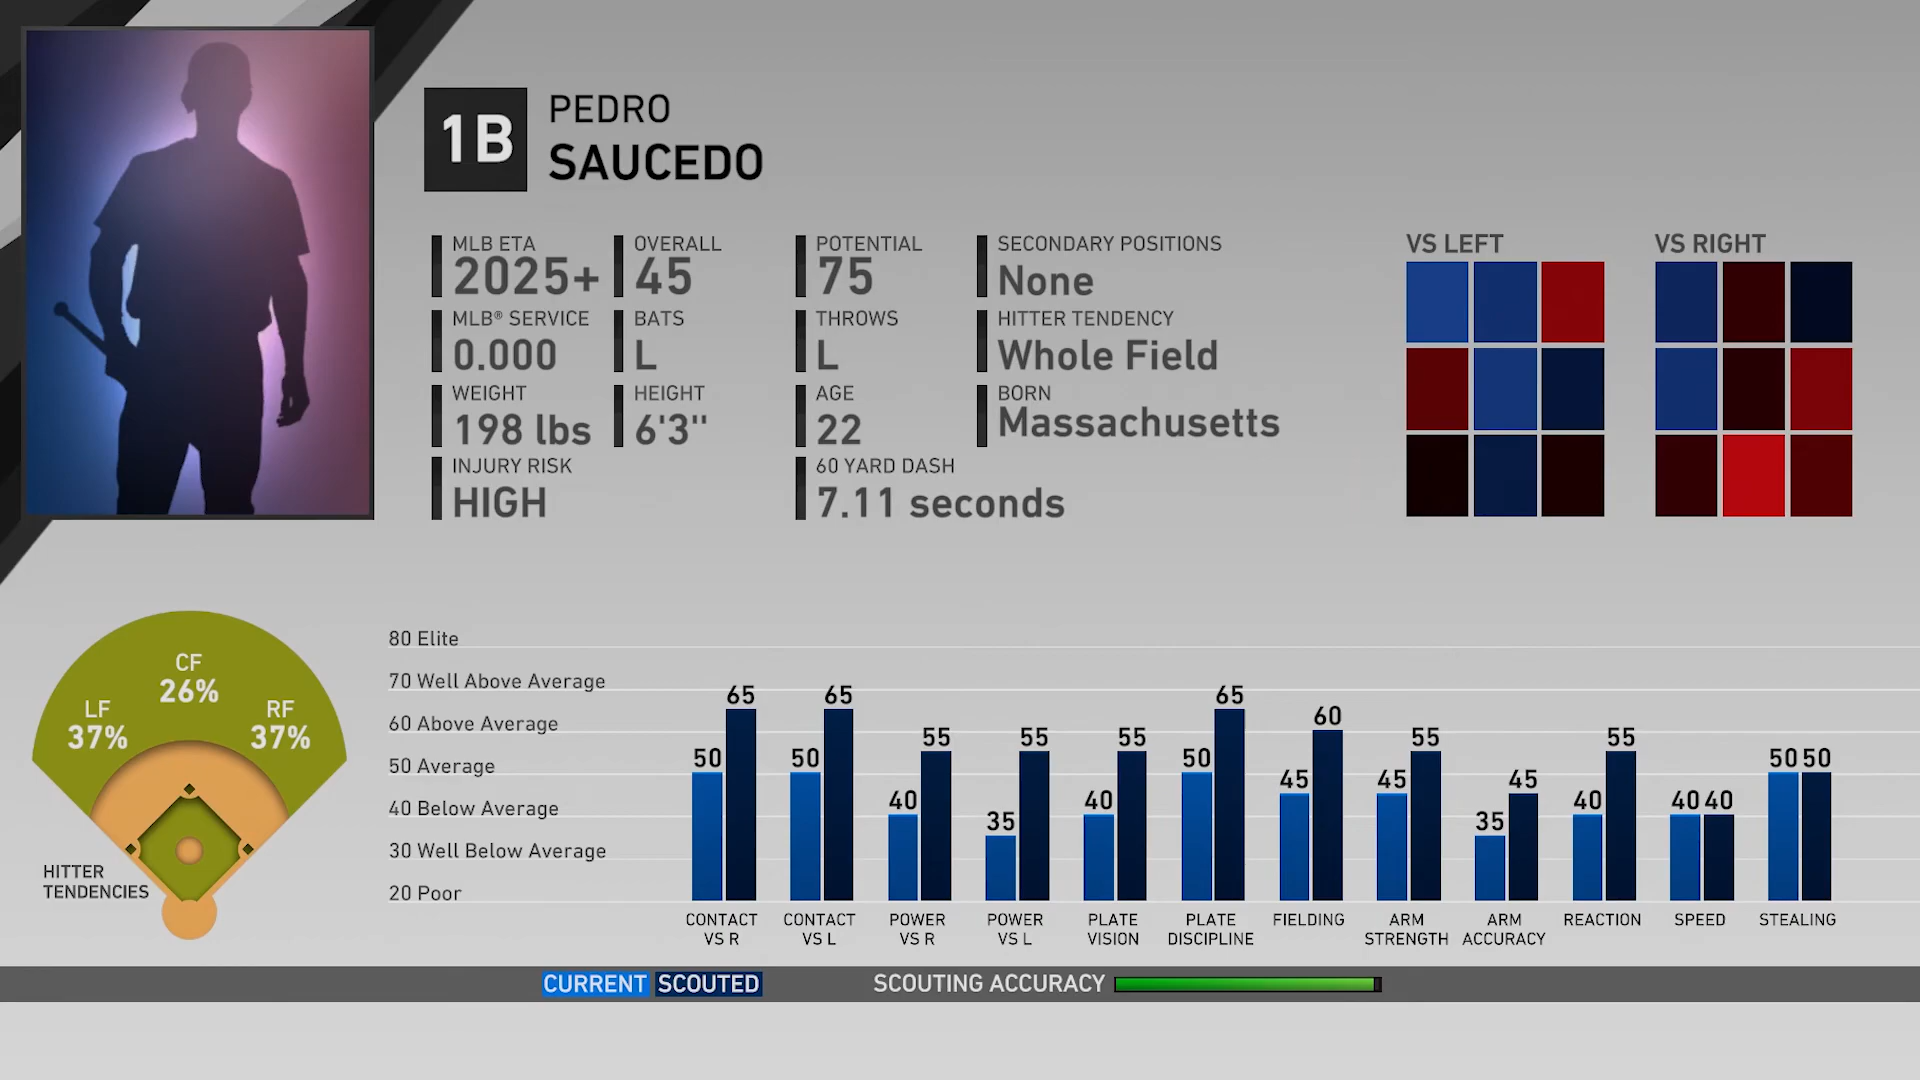 1B
PEDRO
SAUCEDO
MLB ETA
2025+
OVERALL
45
POTENTIAL
75
SECONDARY POSITIONS
None
MLB® SERVICE
0.000
BATS
L
THROWS
L
HITTER TENDENCY
Whole Field
WEIGHT
198 lbs
HEIGHT
6'3"
AGE
22
BORN
Massachusetts
INJURY RISK
HIGH
60 YARD DASH
7.11 seconds
VS LEFT
VS RIGHT
CF
26%
LF
37%
RF
37%
HITTER
TENDENCIES
80 Elite
70 Well Above Average
60 Above Average
50 Average
40 Below Average
30 Well Below Average
20 Poor
50 65
CONTACT
VS R
50 65
CONTACT
VS L
40 55
POWER
VS R
35 55
POWER
VS L
40 55
PLATE
VISION
50 65
PLATE
DISCIPLINE
45 60
FIELDING
45 55
ARM
STRENGTH
35 45
ARM
ACCURACY
40 55
REACTION
40 40
SPEED
50 50
STEALING
CURRENT SCOUTED
SCOUTING ACCURACY